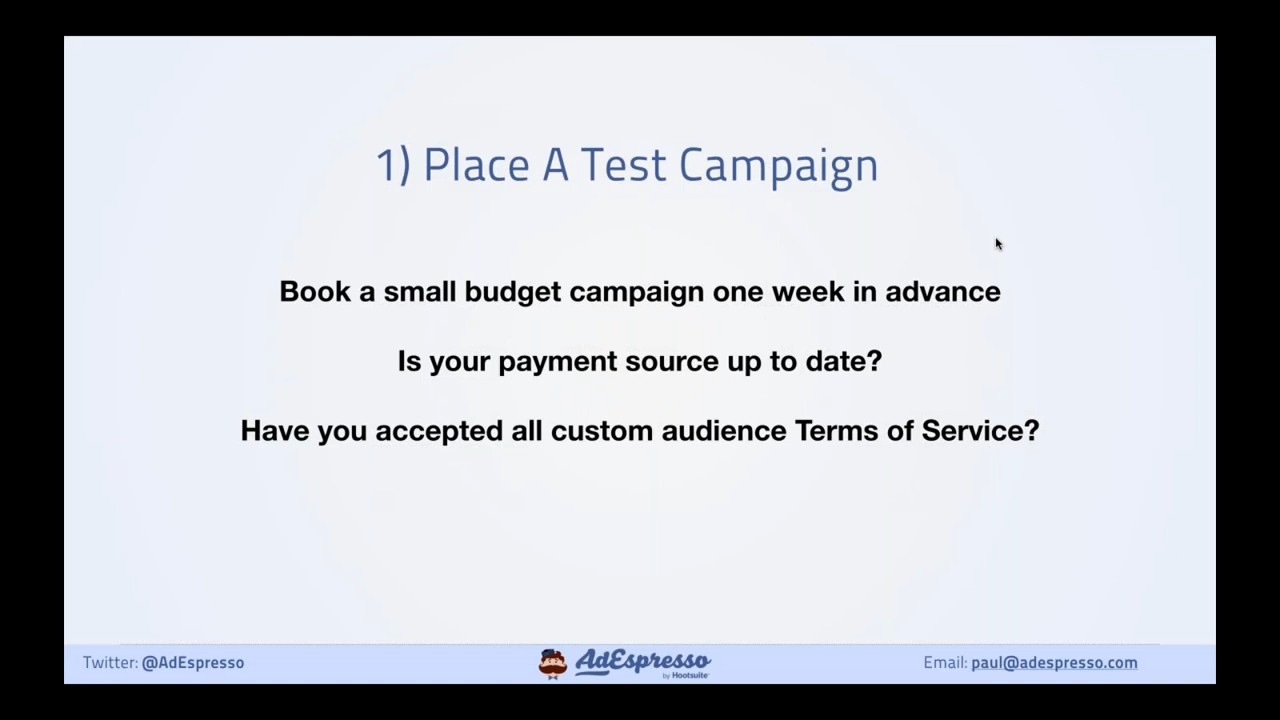 1) Place A Test Campaign
Book a small budget campaign one week in advance
Is your payment source up to date?
Have you accepted all custom audience Terms of Service?
Twitter: @AdEspresso
AdEspresso
by Hootsuite
Email: paul@adespresso.com